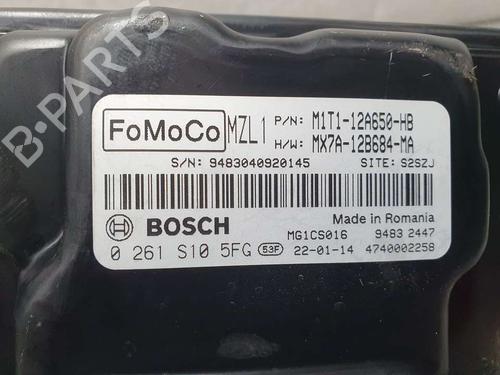 FoMoCo MZL1 P/N: M1T1-12A650-HB
H/W: MX7A-12B684-MA
S/N: 9483040920145 SITE: S2SZJ
BOSCH Made in Romania
MG1CS016 9483 2447
0 261 S10 5FG 53F 22-01-14 4740002258
B-PARTS